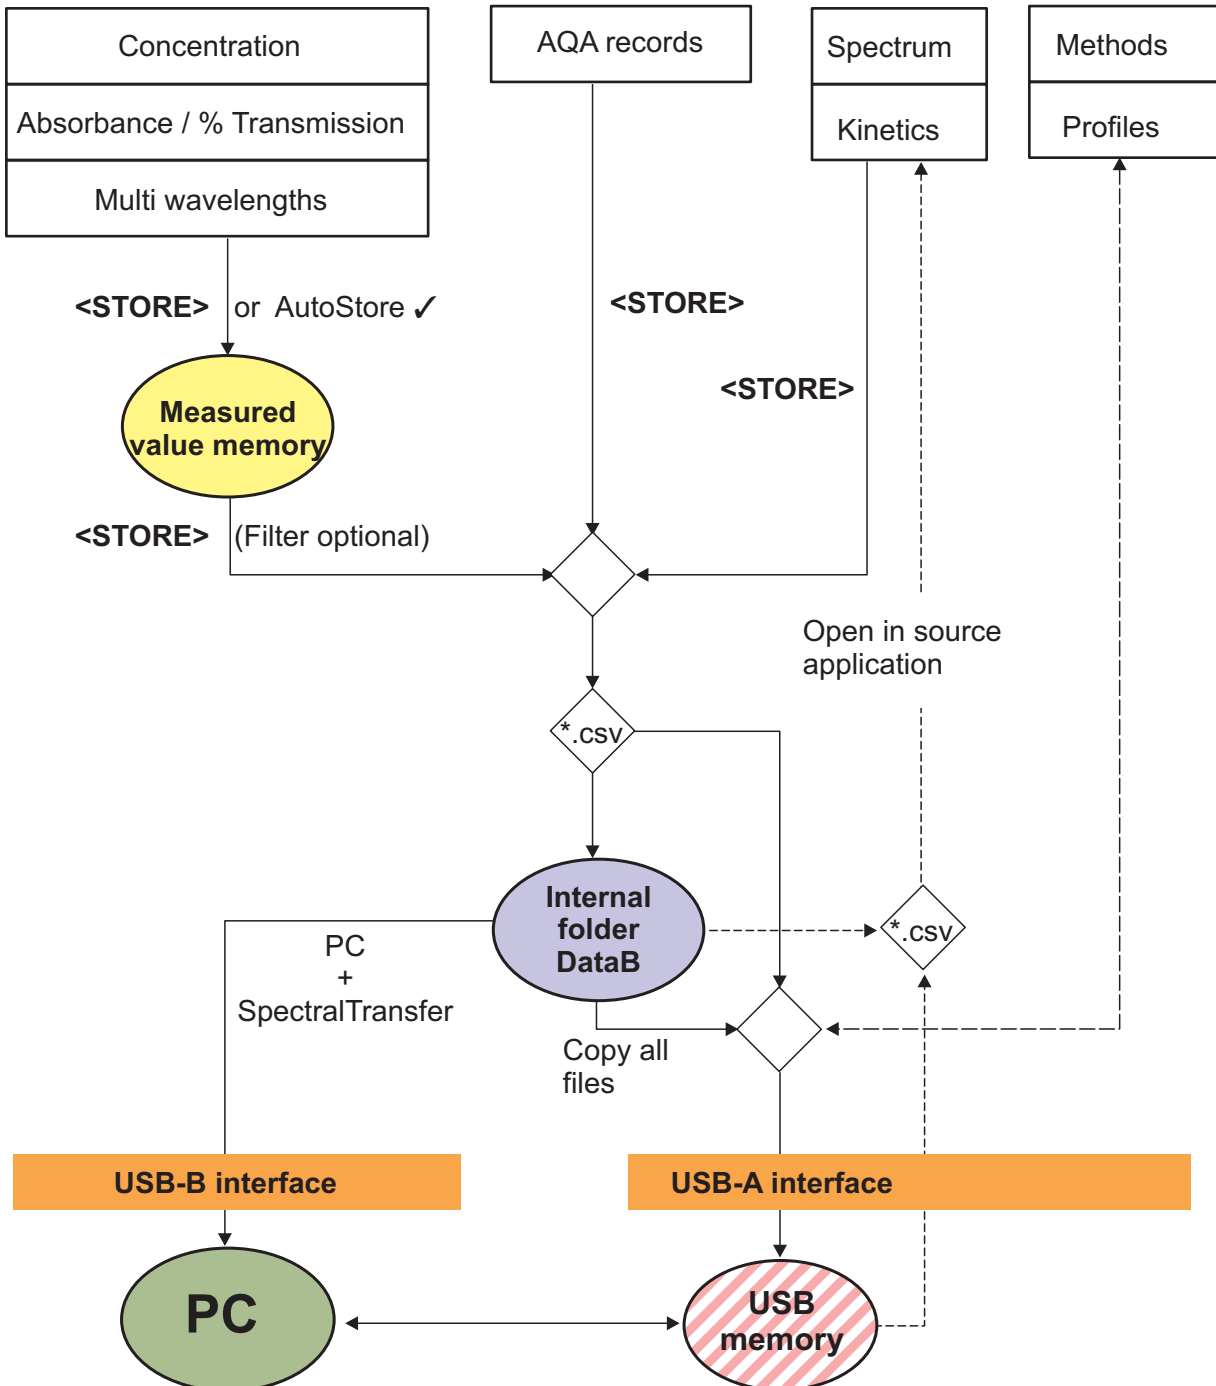 Concentration
Absorbance / % Transmission
Multi wavelengths
AQA records
Spectrum
Kinetics
Methods
Profiles
<STORE> or AutoStore ✓
<STORE>
<STORE>
Measured
value memory
<STORE> (Filter optional)
Open in source
application
*.csv
Internal
folder
DataB
*.csv
PC
+
SpectralTransfer
Copy all
files
USB-B interface
USB-A interface
PC
USB
memory